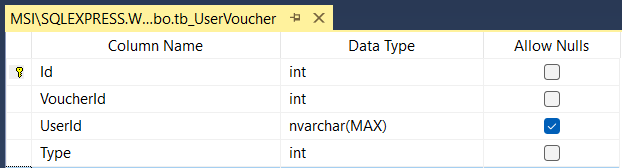 MSI\SQLEXPRESS.W...bo.tb_UserVoucher
Column Name Data Type Allow Nulls
Id int
VoucherId int
UserId nvarchar(MAX)
Type int